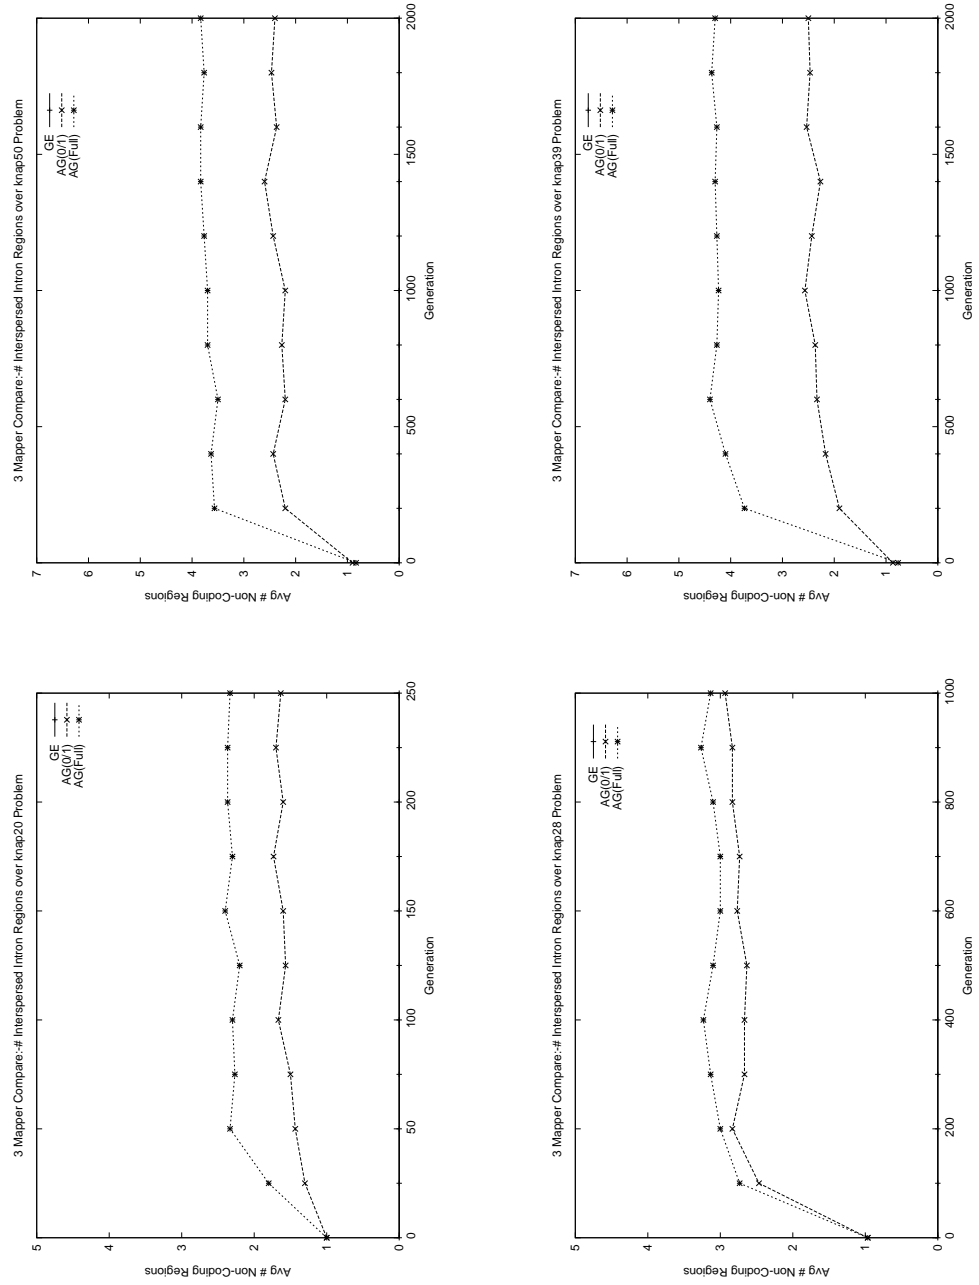 3 Mapper Compare:-# Interspersed Intron Regions over knap20 Problem
GE
AG(0/1)
AG(Full)
5
4
3
2
1
0
Avg # Non-Coding Regions
0 50 100 150 200 250
Generation
3 Mapper Compare:-# Interspersed Intron Regions over knap50 Problem
GE
AG(0/1)
AG(Full)
7
6
5
4
3
2
1
0
Avg # Non-Coding Regions
0 500 1000 1500 2000
Generation
3 Mapper Compare:-# Interspersed Intron Regions over knap28 Problem
GE
AG(0/1)
AG(Full)
5
4
3
2
1
0
Avg # Non-Coding Regions
0 200 400 600 800 1000
Generation
3 Mapper Compare:-# Interspersed Intron Regions over knap39 Problem
GE
AG(0/1)
AG(Full)
7
6
5
4
3
2
1
0
Avg # Non-Coding Regions
0 500 1000 1500 2000
Generation